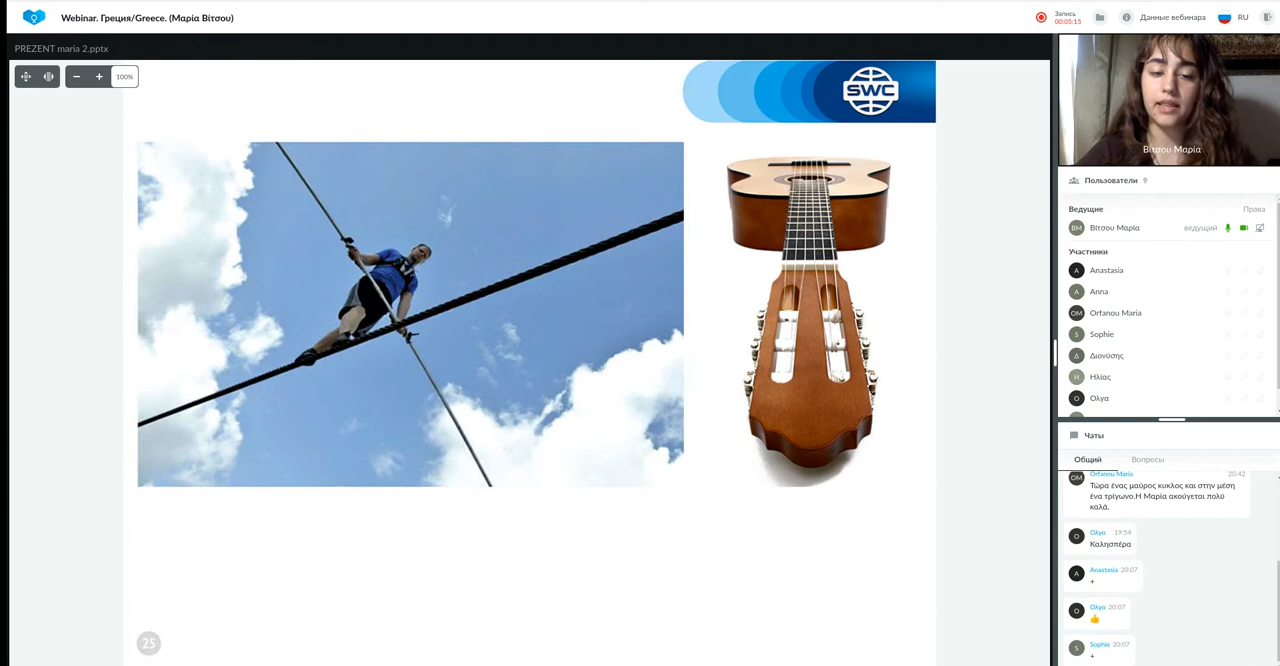 Webinar. Греция/Greece. (Μαρία Βίτσου)
Запись
00:05:15
Данные вебинара
RU
PREZENT maria 2.pptx
100%
SWC
25
Βίτσου Μαρία
Пользователи 9
Ведущие Права
ΒΜ Βίτσου Μαρία ведущий
Участники
A Anastasia
A Anna
OM Orfanou Maria
S Sophie
Δ Διονύσης
Η Ηλίας
Ο Ολγα
Чаты
Общий Вопросы
OM Orfanou Maria 20:42
Τώρα ένας μαύρος κυκλος και στην μέση
ένα τρίγωνο.Η Μαρία ακούγεται πολύ
καλά.
Ο Ολγα 19:54
Καλησπέρα
A Anastasia 20:07
+
Ο Ολγα 20:07
👍
S Sophie 20:07
+